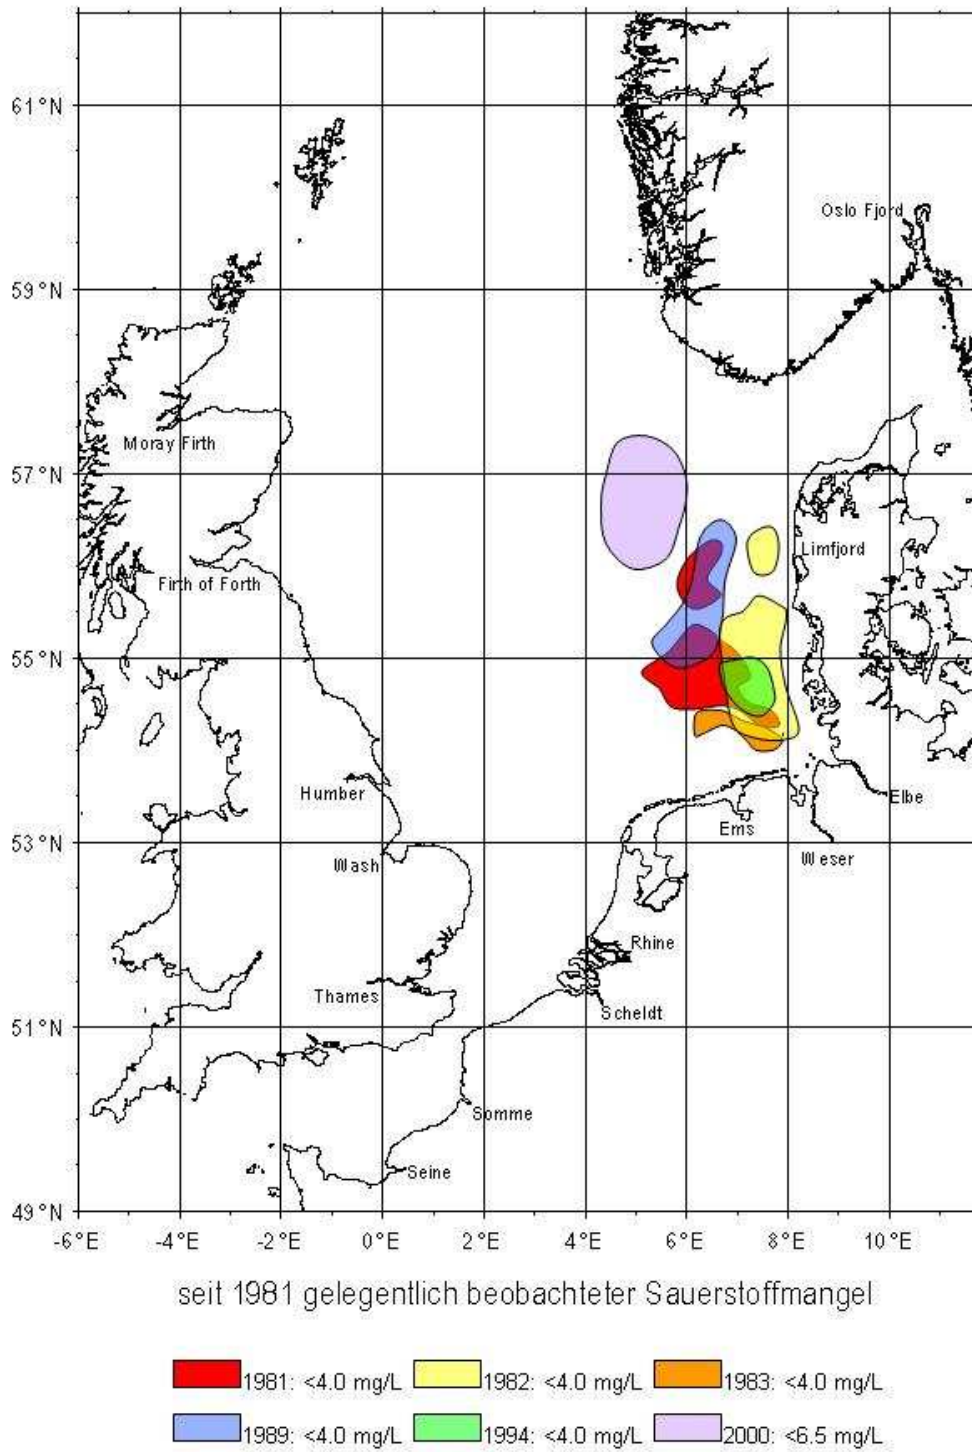 61°N
Oslo Fjord
59°N
Moray Firth
57°N
Limfjord
Firth of Forth
55°N
Humber
Elbe
Ems
53°N
Wash
Weser
Rhine
Thames
Scheldt
51°N
Somme
Seine
49°N
-6°E -4°E -2°E 0°E 2°E 4°E 6°E 8°E 10°E
seit 1981 gelegentlich beobachteter Sauerstoffmangel
1981: <4.0 mg/L 1982: <4.0 mg/L 1983: <4.0 mg/L
1989: <4.0 mg/L 1994: <4.0 mg/L 2000: <6.5 mg/L